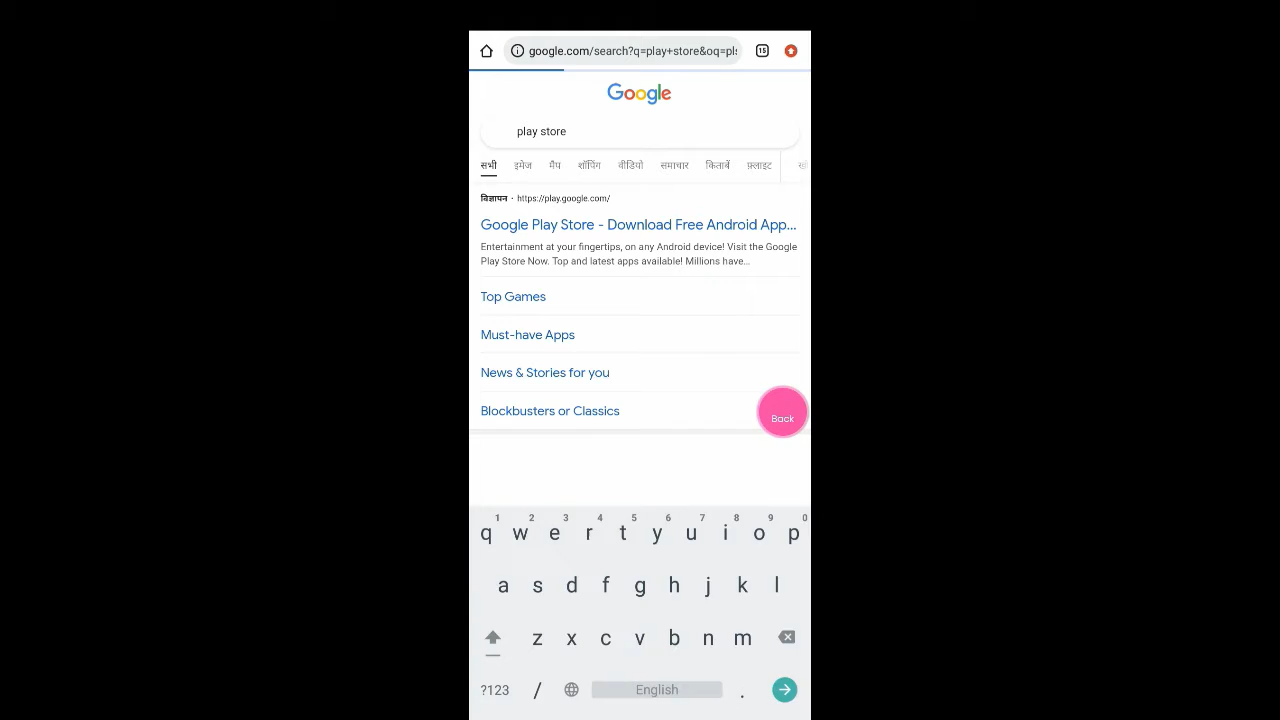 google.com/search?q=play+store&oq=pl
15
Google
play store
सभी इमेज मैप शॉपिंग वीडियो समाचार किताबें फ़्लाइट
विज्ञापन · https://play.google.com/
Google Play Store - Download Free Android App...
Entertainment at your fingertips, on any Android device! Visit the Google
Play Store Now. Top and latest apps available! Millions have...
Top Games
Must-have Apps
News & Stories for you
Blockbusters or Classics
Back
1 2 3 4 5 6 7 8 9 0
q w e r t y u i o p
a s d f g h j k l
z x c v b n m
?123 / English .